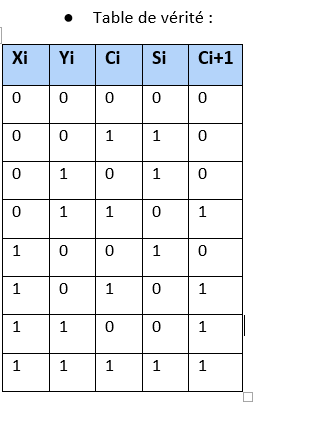 ● Table de vérité :
Xi Yi Ci Si Ci+1
0 0 0 0 0
0 0 1 1 0
0 1 0 1 0
0 1 1 0 1
1 0 0 1 0
1 0 1 0 1
1 1 0 0 1
1 1 1 1 1